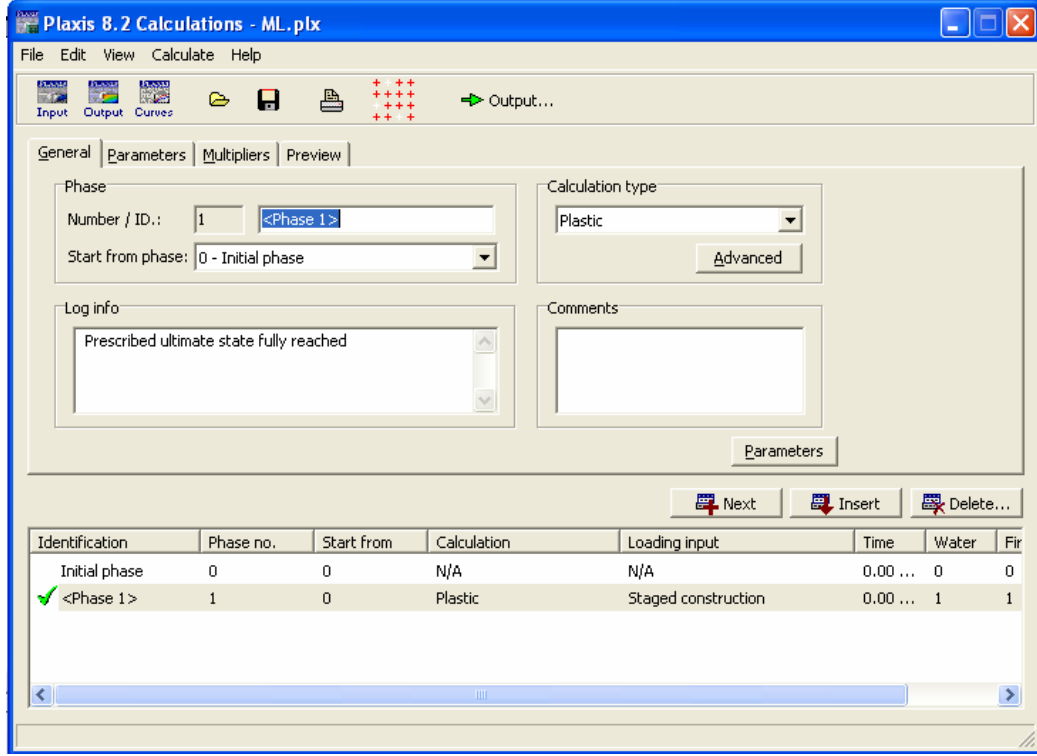 Plaxis 8.2 Calculations - ML.plx
File Edit View Calculate Help
Input Output Curves Output...
General Parameters Multipliers Preview
Phase
Number / ID.: 1 <Phase 1>
Start from phase: 0 - Initial phase
Calculation type
Plastic
Advanced
Log info
Prescribed ultimate state fully reached
Comments
Parameters
Next Insert Delete...
Identification Phase no. Start from Calculation Loading input Time Water Fir
Initial phase 0 0 N/A N/A 0.00 ... 0 0
<Phase 1> 1 0 Plastic Staged construction 0.00 ... 1 1